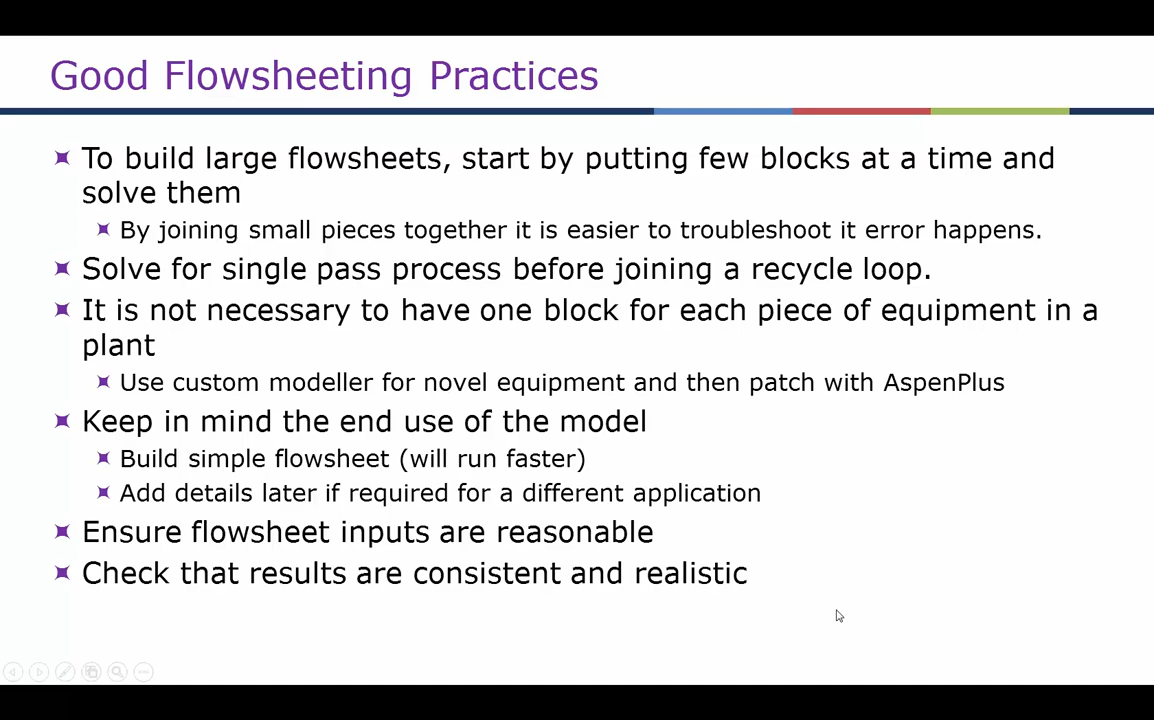 Good Flowsheeting Practices
To build large flowsheets, start by putting few blocks at a time and
solve them
By joining small pieces together it is easier to troubleshoot it error happens.
Solve for single pass process before joining a recycle loop.
It is not necessary to have one block for each piece of equipment in a
plant
Use custom modeller for novel equipment and then patch with AspenPlus
Keep in mind the end use of the model
Build simple flowsheet (will run faster)
Add details later if required for a different application
Ensure flowsheet inputs are reasonable
Check that results are consistent and realistic